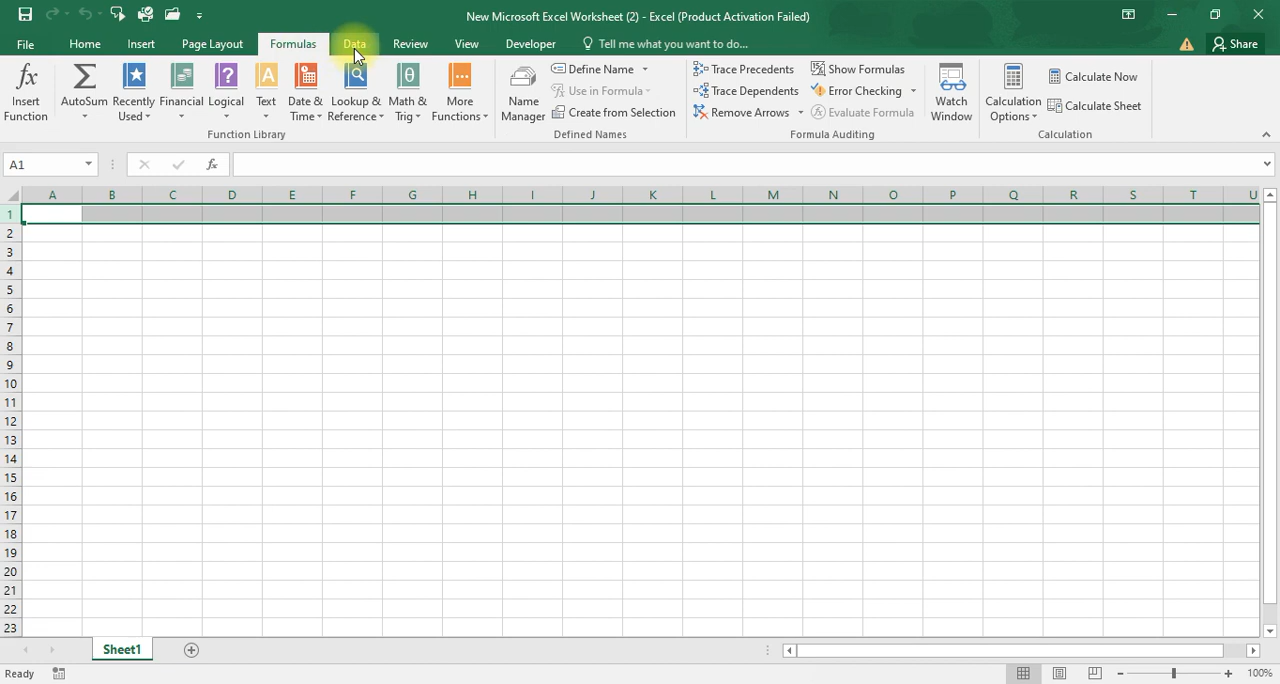 New Microsoft Excel Worksheet (2) - Excel (Product Activation Failed)
File Home Insert Page Layout Formulas Data Review View Developer Tell me what you want to do... Share
Insert Function
AutoSum
Recently Used
Financial
Logical
Text
Date & Time
Lookup & Reference
Math & Trig
More Functions
Function Library
Name Manager
Define Name
Use in Formula
Create from Selection
Defined Names
Trace Precedents
Trace Dependents
Remove Arrows
Show Formulas
Error Checking
Evaluate Formula
Formula Auditing
Watch Window
Calculation Options
Calculate Now
Calculate Sheet
Calculation
A1 fx
A B C D E F G H I J K L M N O P Q R S T U
1
2
3
4
5
6
7
8
9
10
11
12
13
14
15
16
17
18
19
20
21
22
23
Sheet1
Ready 100%